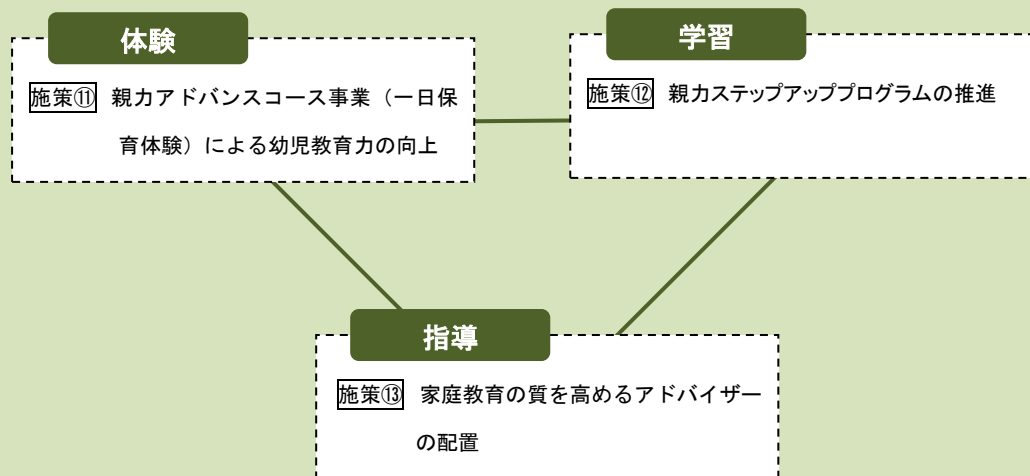 体験
施策⑪ 親力アドバンスコース事業（一日保
育体験）による幼児教育力の向上
学習
施策⑫ 親力ステップアッププログラムの推進
指導
施策⑬ 家庭教育の質を高めるアドバイザー
の配置